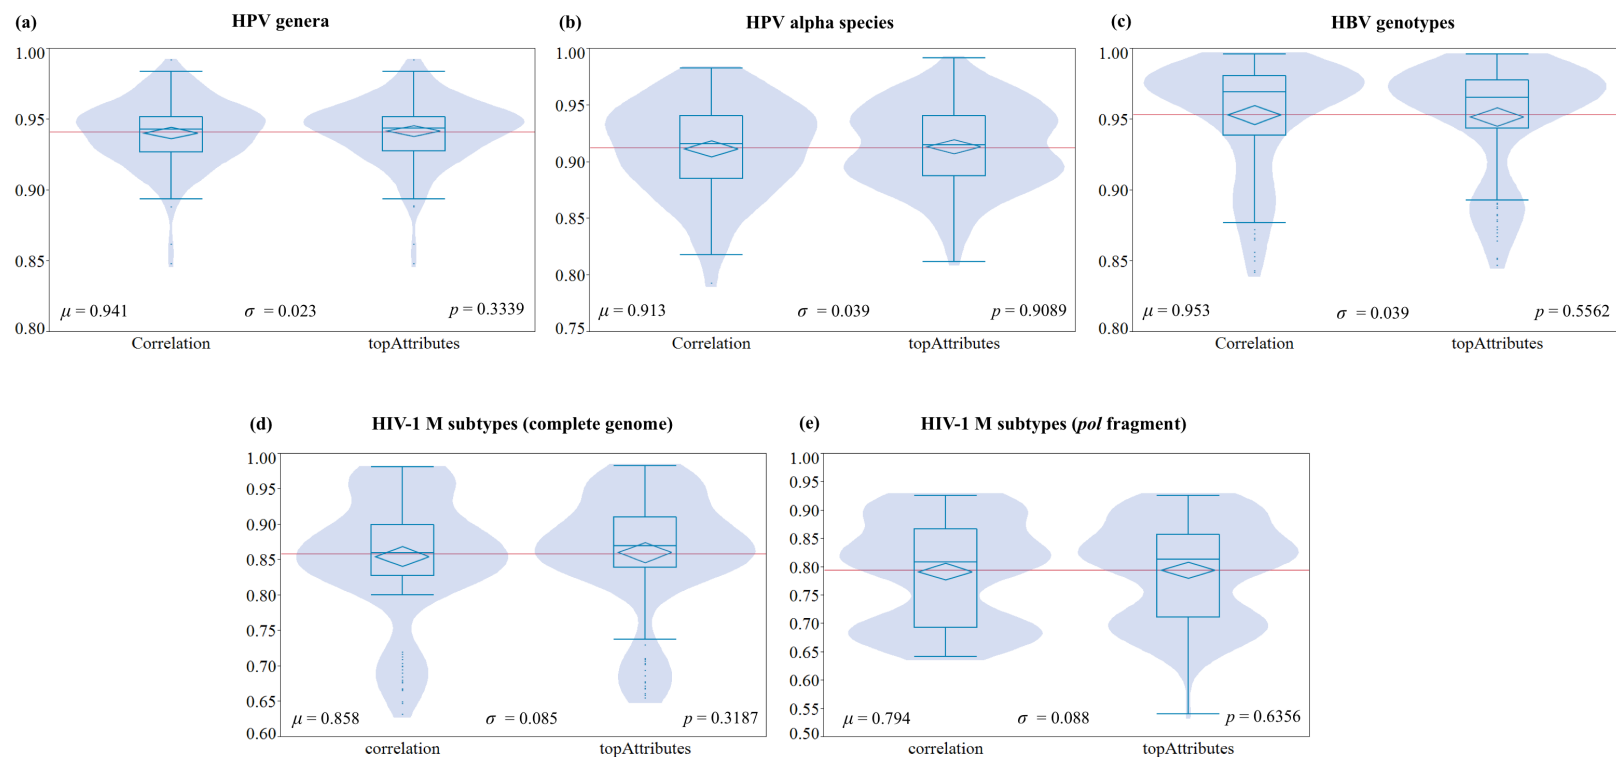 (a) HPV genera
1.00
0.95
0.90
0.85
0.80
μ = 0.941 σ = 0.023 p = 0.3339
Correlation topAttributes
(b) HPV alpha species
1.00
0.95
0.90
0.85
0.80
0.75
μ = 0.913 σ = 0.039 p = 0.9089
Correlation topAttributes
(c) HBV genotypes
1.00
0.95
0.90
0.85
0.80
μ = 0.953 σ = 0.039 p = 0.5562
Correlation topAttributes
(d) HIV-1 M subtypes (complete genome)
1.00
0.95
0.90
0.85
0.80
0.75
0.70
0.65
0.60
μ = 0.858 σ = 0.085 p = 0.3187
correlation topAttributes
(e) HIV-1 M subtypes (pol fragment)
1.00
0.95
0.90
0.85
0.80
0.75
0.70
0.65
0.60
0.55
0.50
μ = 0.794 σ = 0.088 p = 0.6356
correlation topAttributes